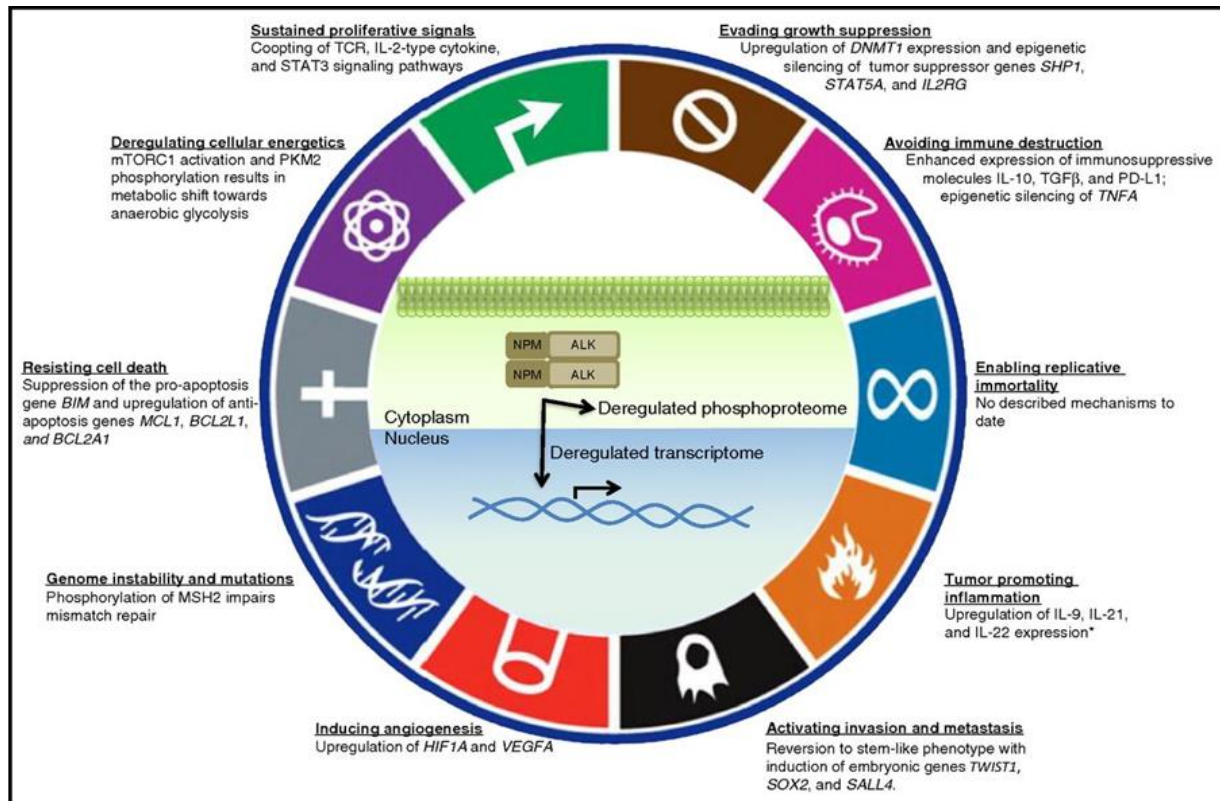 Sustained proliferative signals
Coopting of TCR, IL-2-type cytokine,
and STAT3 signaling pathways
Evading growth suppression
Upregulation of DNMT1 expression and epigenetic
silencing of tumor suppressor genes SHP1,
STAT5A, and IL2RG
Deregulating cellular energetics
mTORC1 activation and PKM2
phosphorylation results in
metabolic shift towards
anaerobic glycolysis
Avoiding immune destruction
Enhanced expression of immunosuppressive
molecules IL-10, TGFβ, and PD-L1;
epigenetic silencing of TNFA
NPM ALK
NPM ALK
Deregulated phosphoproteome
Cytoplasm
Nucleus
Deregulated transcriptome
Resisting cell death
Suppression of the pro-apoptosis
gene BIM and upregulation of anti-
apoptosis genes MCL1, BCL2L1,
and BCL2A1
Enabling replicative
immortality
No described mechanisms to
date
Genome instability and mutations
Phosphorylation of MSH2 impairs
mismatch repair
Tumor promoting
inflammation
Upregulation of IL-9, IL-21,
and IL-22 expression*
Inducing angiogenesis
Upregulation of HIF1A and VEGFA
Activating invasion and metastasis
Reversion to stem-like phenotype with
induction of embryonic genes TWIST1,
SOX2, and SALL4.